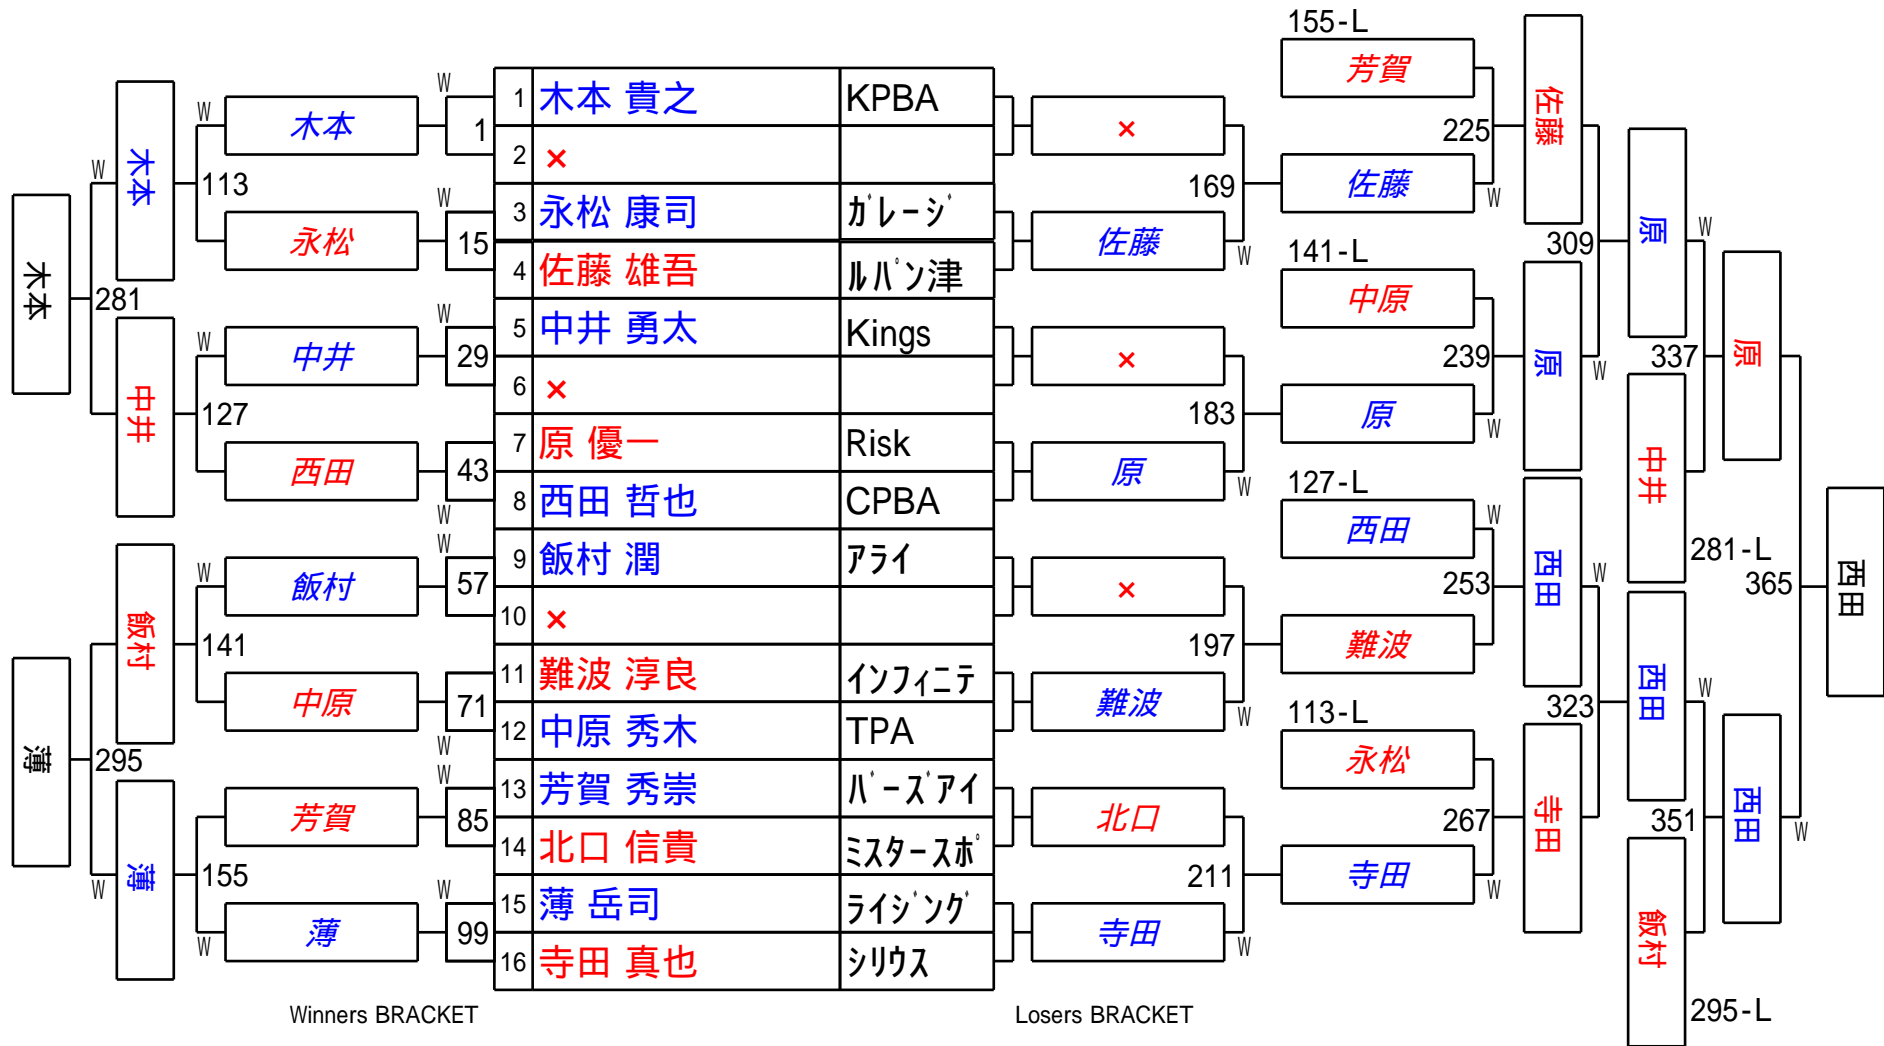 155-L
W 1 木本 貴之 KPBA 芳賀
W 木本 1 × 225 佐藤
木本 2 × 佐藤
W 113 W 169 原 W
永松 15 3 永松 康司 ガレージ 佐藤 W
木本 4 佐藤 雄吾 ルパン津 W 309
281 141-L
W 5 中井 勇太 Kings 中原 原
W 中井 29 × 239 原 W 337
中井 6 × 原
127 183 W
西田 43 7 原 優一 Risk 原 中井
W 8 西田 哲也 CPBA W 127-L
W 9 飯村 潤 アライ 西田 W 281-L 西田
W 飯村 57 × 253 西田 W 365
飯村 10 × 難波
141 197
中原 71 11 難波 淳良 インフィニテ 難波 西田 W
W 12 中原 秀木 TPA W 113-L 323
薄 295
W 13 芳賀 秀崇 バーズアイ 永松 西田
芳賀 85 14 北口 信貴 ミスタースポ 北口 267 寺田 351 W
W 薄 155 211 寺田 W
W 15 薄 岳司 ライジング 飯村
W 薄 99 寺田 W
16 寺田 真也 シリウス
295-L
Winners BRACKET Losers BRACKET